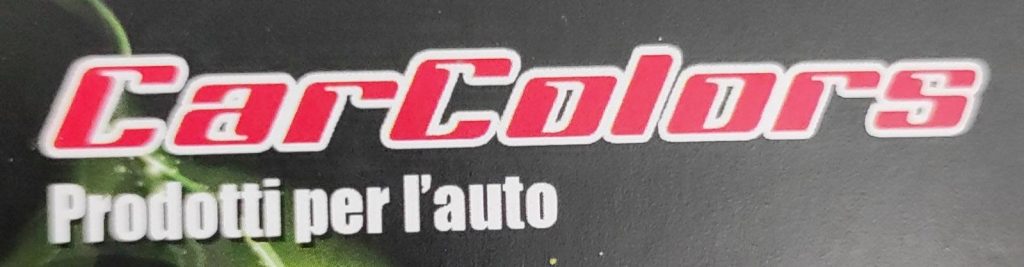 CarColors
Prodotti per l'auto